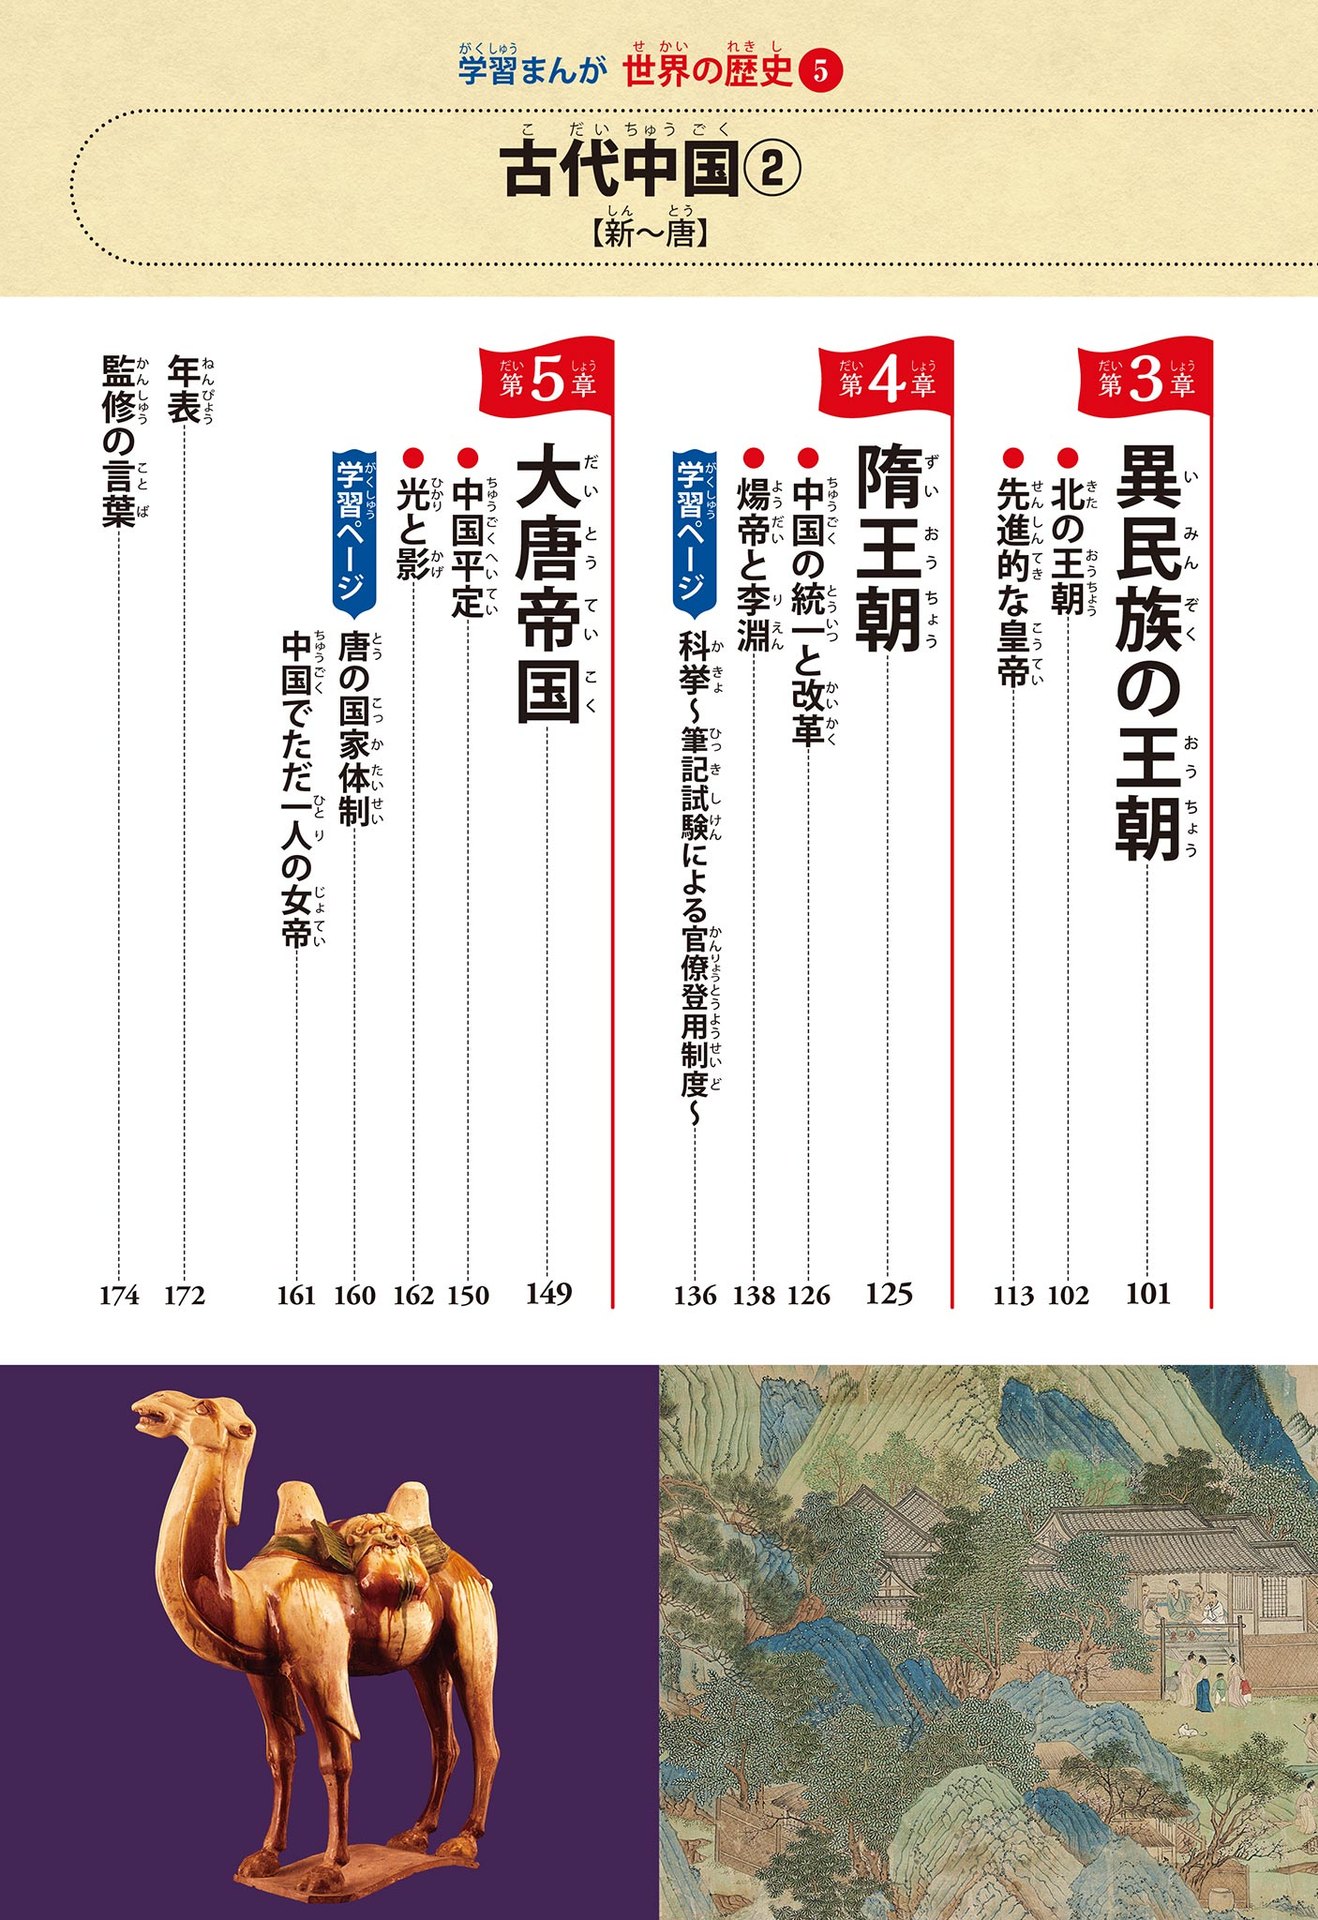 学習まんが 世界の歴史5
古代中国②
【新～唐】
第3章
異民族の王朝 101
●北の王朝 102
●先進的な皇帝 113
第4章
隋王朝 125
●中国の統一と改革 126
●煬帝と李淵 138
学習ページ
科挙～筆記試験による官僚登用制度～ 136
第5章
大唐帝国 149
●中国平定 150
●光と影 162
学習ページ
唐の国家体制 160
中国でただ一人の女帝 161
年表 172
監修の言葉 174